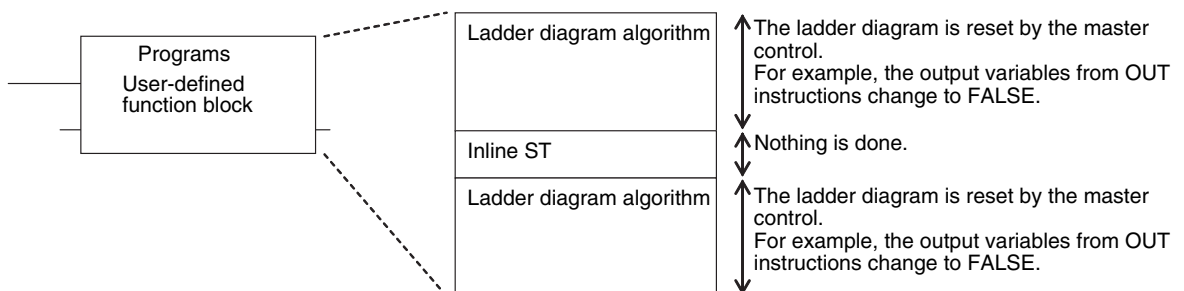 Programs
User-defined
function block
Ladder diagram algorithm
The ladder diagram is reset by the master
control.
For example, the output variables from OUT
instructions change to FALSE.
Inline ST
Nothing is done.
Ladder diagram algorithm
The ladder diagram is reset by the master
control.
For example, the output variables from OUT
instructions change to FALSE.